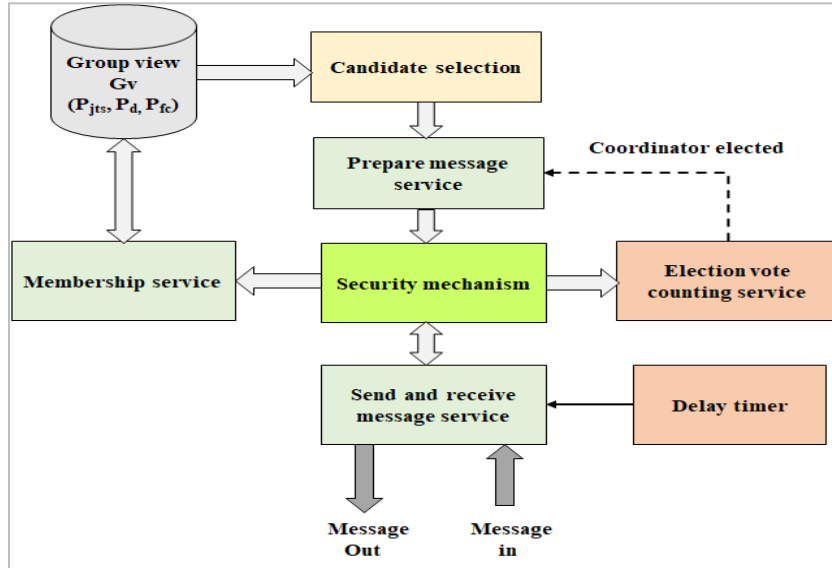 Group view
Gv
(Pjts, Pd, Pfc)
Candidate selection
Prepare message
service
Coordinator elected
Membership service
Security mechanism
Election vote
counting service
Send and receive
message service
Delay timer
Message
Out
Message
in